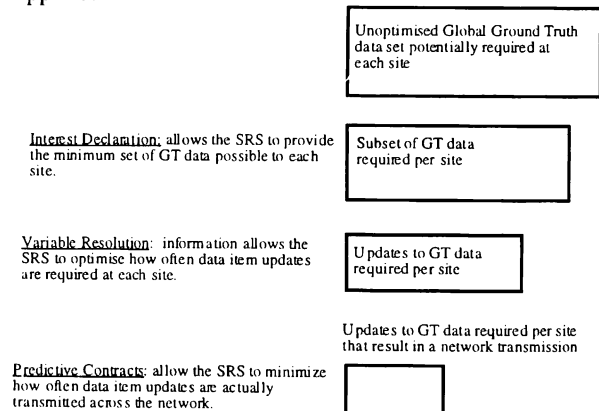 Unoptimised Global Ground Truth
data set potentially required at
each site
Interest Declaration: allows the SRS to provide
the minimum set of GT data possible to each
site.
Subset of GT data
required per site
Variable Resolution: information allows the
SRS to optimise how often data item updates
are required at each site.
Updates to GT data
required per site
Updates to GT data required per site
that result in a network transmission
Predictive Contracts: allow the SRS to minimize
how often data item updates are actually
transmitted across the network.